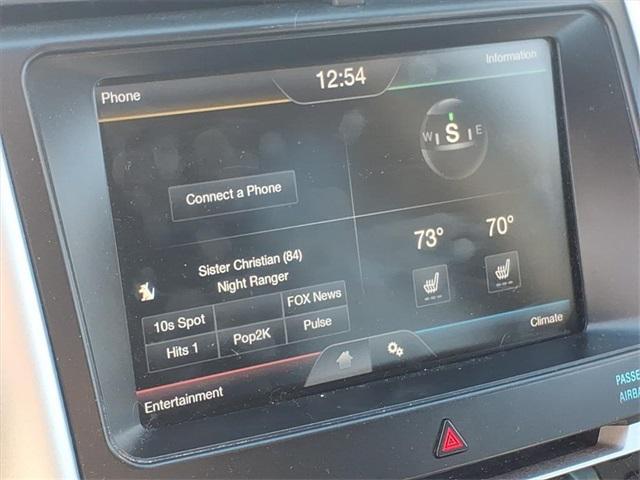 Phone
12:54
Information
W S E
Connect a Phone
73° 70°
Sister Christian (84)
Night Ranger
10s Spot
FOX News
Hits 1
Pop2K
Pulse
Climate
Entertainment
PASSE
AIRBA